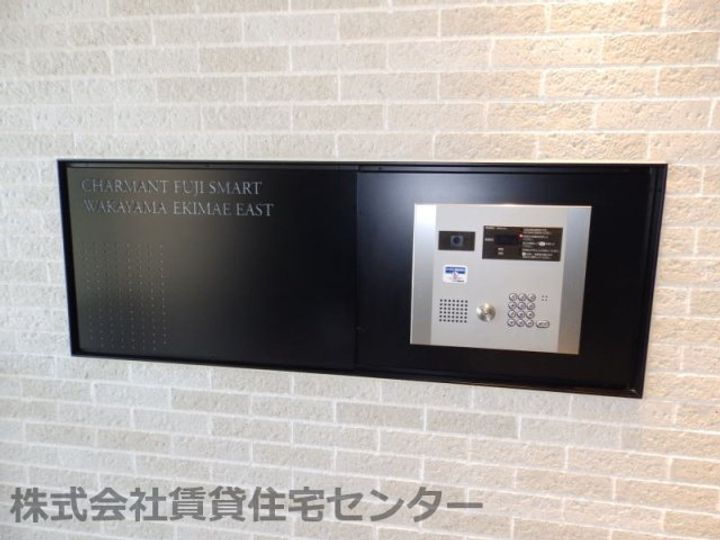 CHARMANT FUJI SMART
WAKAYAMA EKIMAE EAST
株式会社賃貸住宅センター